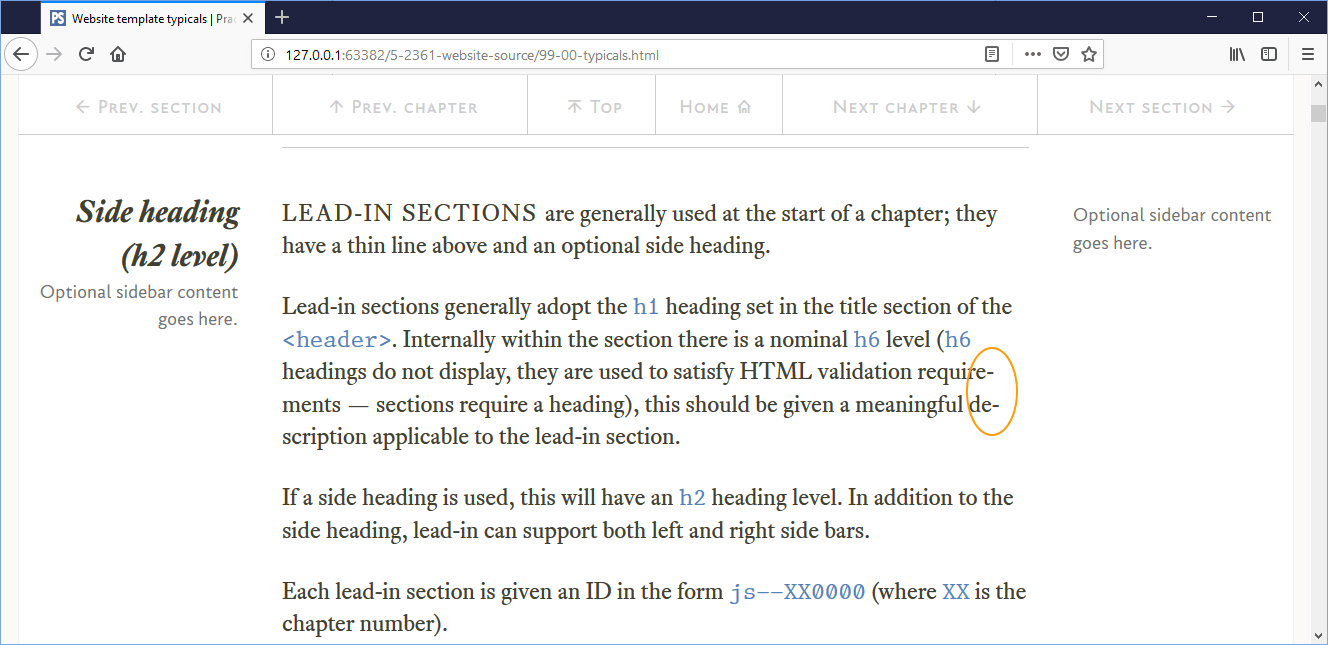 Website template typicals | Prac
127.0.0.1:63382/5-2361-website-source/99-00-typicals.html
← Prev. section
↑ Prev. chapter
Top
Home
Next chapter ↓
Next section →
Side heading
(h2 level)
Optional sidebar content
goes here.
LEAD-IN SECTIONS are generally used at the start of a chapter; they
have a thin line above and an optional side heading.
Lead-in sections generally adopt the h1 heading set in the title section of the
<header>. Internally within the section there is a nominal h6 level (h6
headings do not display, they are used to satisfy HTML validation require-
ments — sections require a heading), this should be given a meaningful de-
scription applicable to the lead-in section.
If a side heading is used, this will have an h2 heading level. In addition to the
side heading, lead-in can support both left and right side bars.
Each lead-in section is given an ID in the form js--XX0000 (where XX is the
chapter number).
Optional sidebar content
goes here.